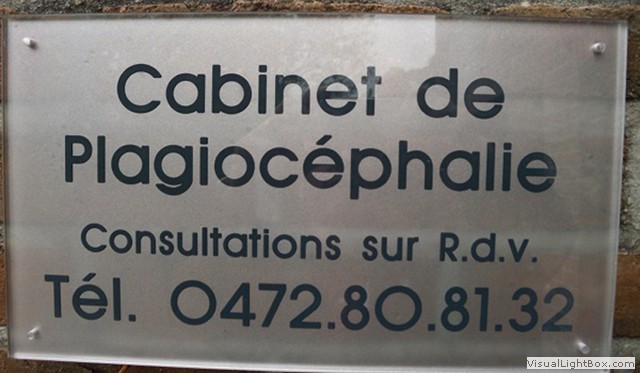 Cabinet de
Plagiocéphalie
Consultations sur R.d.v.
Tél. 0472.80.81.32
VisualLightBox.com